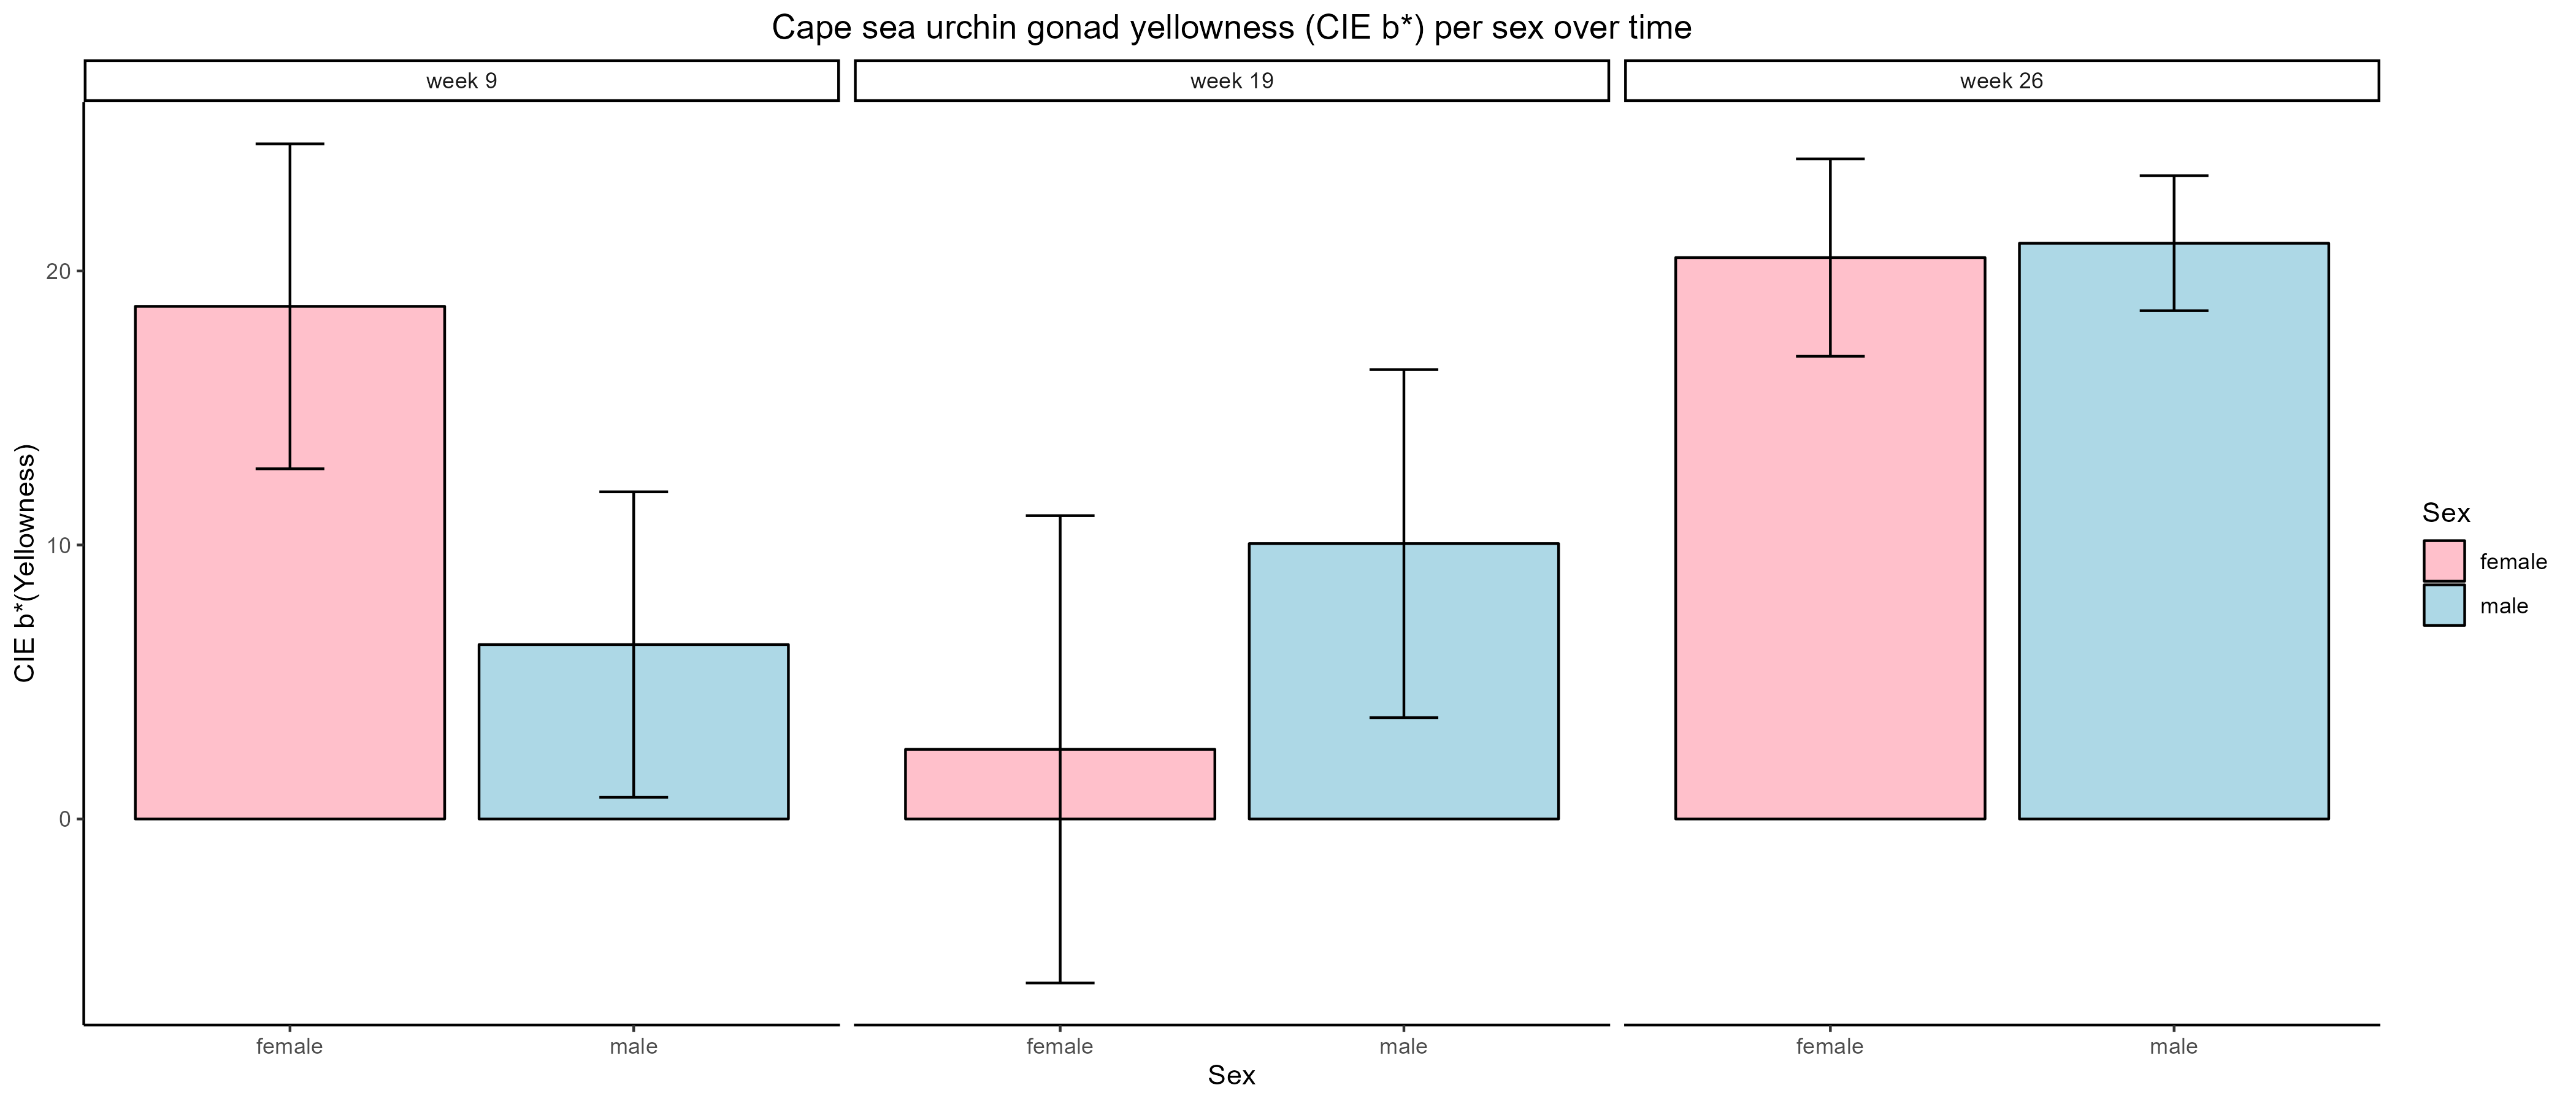 Cape sea urchin gonad yellowness (CIE b*) per sex over time
week 9
week 19
week 26
20
10
0
CIE b*(Yellowness)
female
male
female
male
female
male
Sex
Sex
female
male